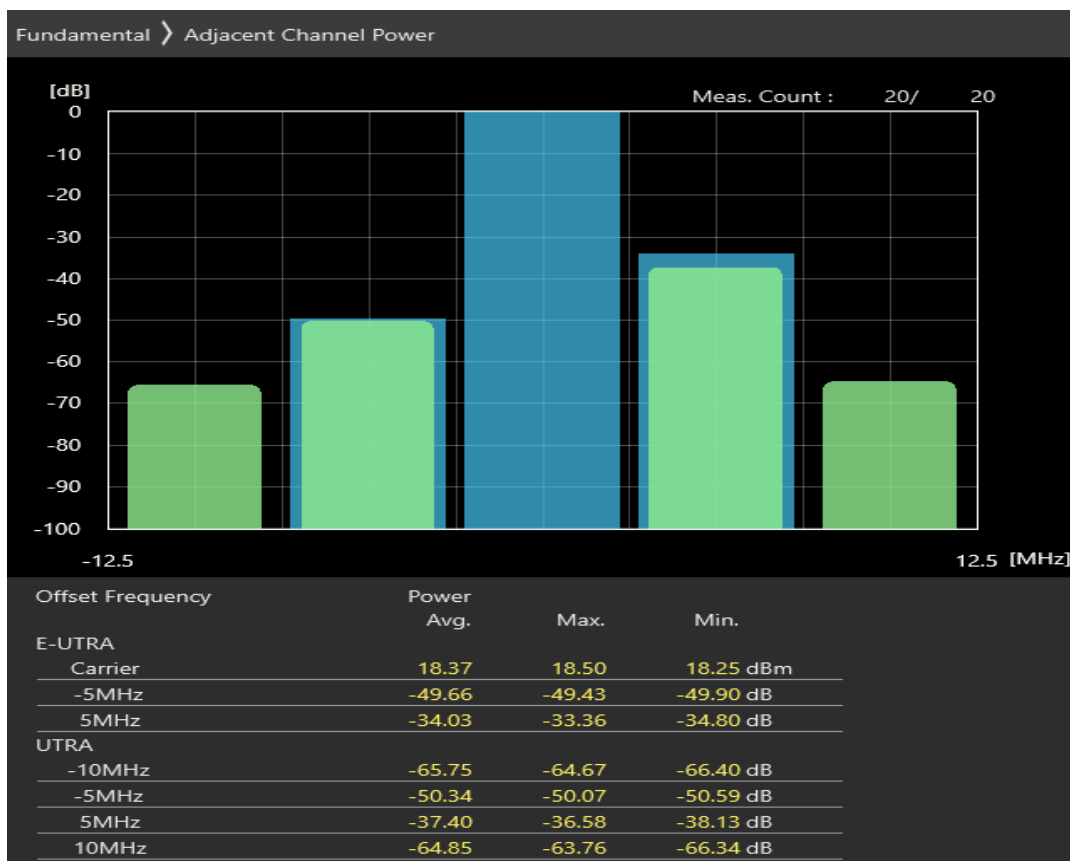 Fundamental 》 Adjacent Channel Power
[dB]
Meas. Count : 20/ 20
0
-10
-20
-30
-40
-50
-60
-70
-80
-90
-100
-12.5 12.5 [MHz]
Offset Frequency Power
Avg. Max. Min.
E-UTRA
Carrier 18.37 18.50 18.25 dBm
-5MHz -49.66 -49.43 -49.90 dB
5MHz -34.03 -33.36 -34.80 dB
UTRA
-10MHz -65.75 -64.67 -66.40 dB
-5MHz -50.34 -50.07 -50.59 dB
5MHz -37.40 -36.58 -38.13 dB
10MHz -64.85 -63.76 -66.34 dB